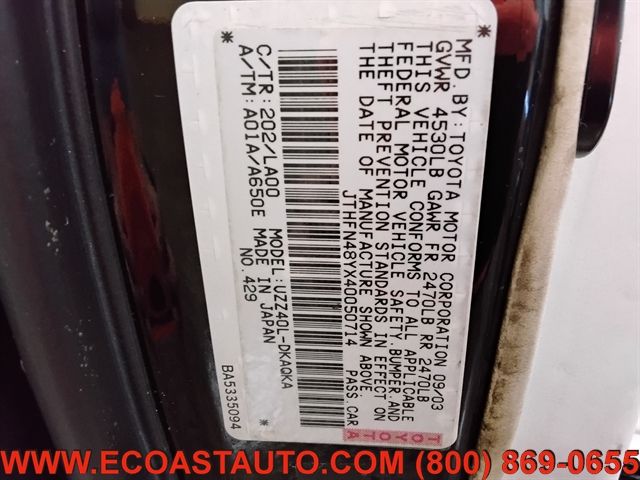 MFD. BY: TOYOTA MOTOR CORPORATION 09/03
GVWR 4530LB GAWR FR 2470LB RR 2470LB
THIS VEHICLE CONFORMS TO ALL APPLICABLE
FEDERAL MOTOR VEHICLE SAFETY, BUMPER, AND
THEFT PREVENTION STANDARDS IN EFFECT ON
THE DATE OF MANUFACTURE SHOWN ABOVE.
* JTHFN48YX40050714 PASS. CAR *
TOYOTA
C/TR: 202/LA00 MODEL: UZZ40L-DKAQKA
A/TM: A01A/A650E MADE IN JAPAN
NO. 429
BA5335094
WWW.ECOASTAUTO.COM (800) 869-0655